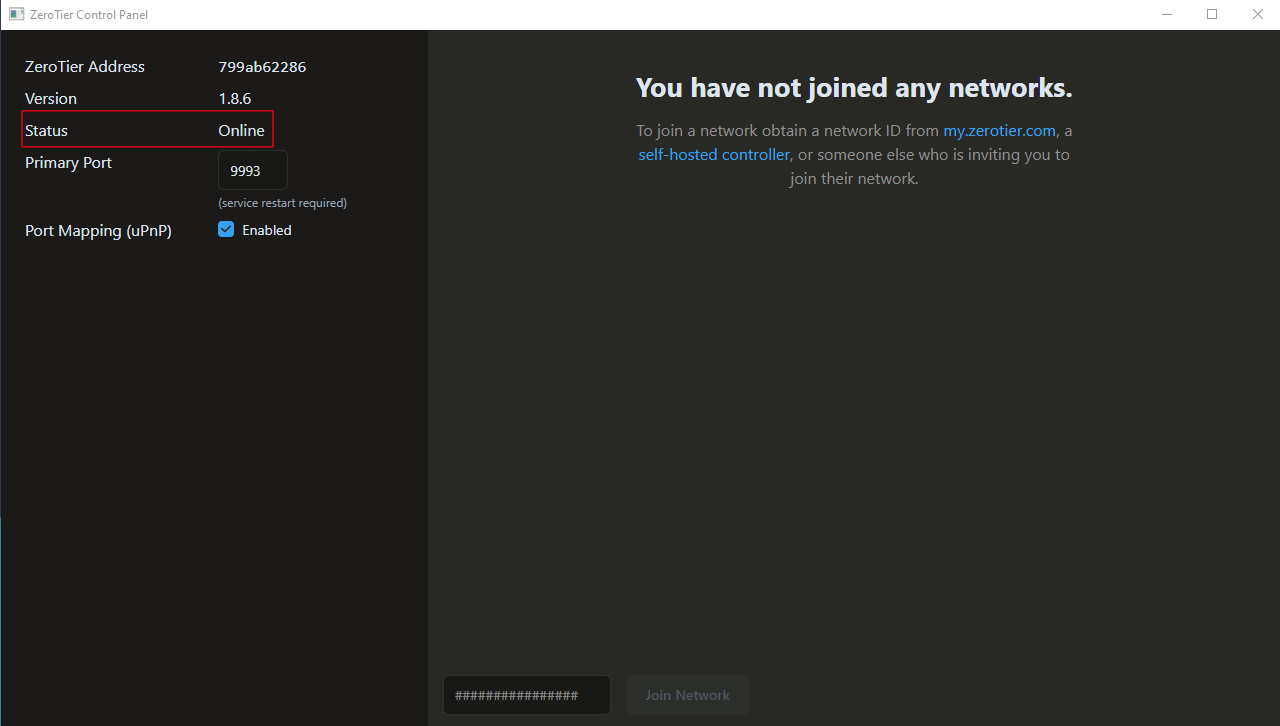 ZeroTier Control Panel
ZeroTier Address 799ab62286
Version 1.8.6
Status Online
Primary Port 9993
(service restart required)
Port Mapping (uPnP) Enabled
You have not joined any networks.
To join a network obtain a network ID from my.zerotier.com, a
self-hosted controller, or someone else who is inviting you to
join their network.
################ Join Network